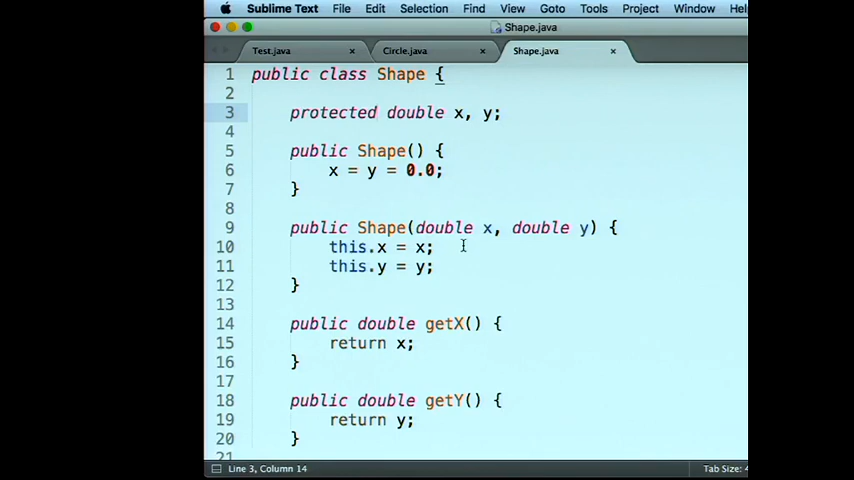 Sublime Text File Edit Selection Find View Goto Tools Project Window
Shape.java
Test.java × Circle.java × Shape.java ×
1 public class Shape {
2
3 protected double x, y;
4
5 public Shape() {
6 x = y = 0.0;
7 }
8
9 public Shape(double x, double y) {
10 this.x = x;
11 this.y = y;
12 }
13
14 public double getX() {
15 return x;
16 }
17
18 public double getY() {
19 return y;
20 }
21
Line 3, Column 14 Tab Size: